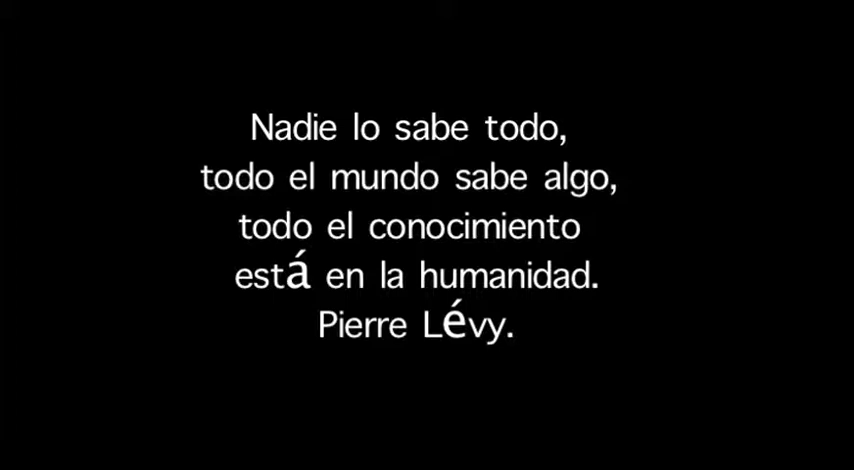 Nadie lo sabe todo,
todo el mundo sabe algo,
todo el conocimiento
está en la humanidad.
Pierre Lévy.